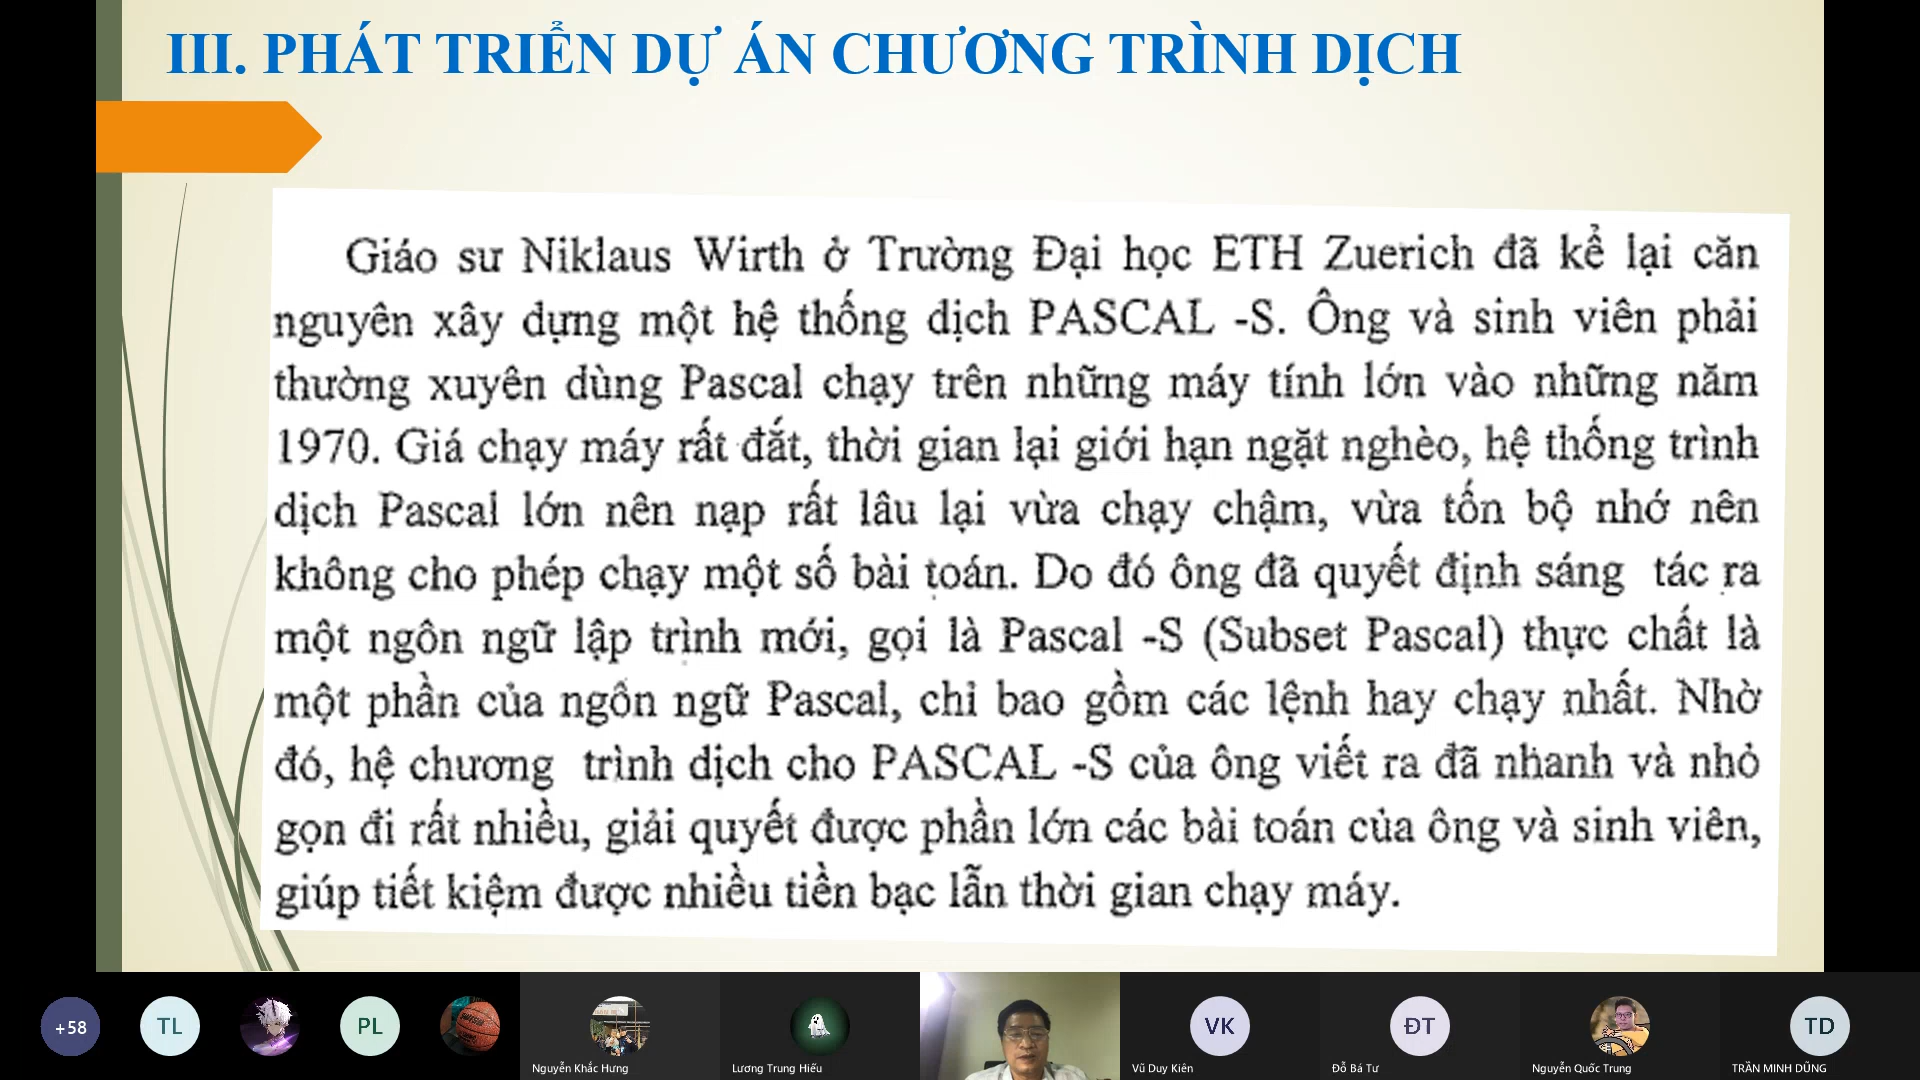 III. PHÁT TRIỂN DỰ ÁN CHƯƠNG TRÌNH DỊCH
Giáo sư Niklaus Wirth ở Trường Đại học ETH Zuerich đã kể lại căn
nguyên xây dựng một hệ thống dịch PASCAL -S. Ông và sinh viên phải
thường xuyên dùng Pascal chạy trên những máy tính lớn vào những năm
1970. Giá chạy máy rất đắt, thời gian lại giới hạn ngặt nghèo, hệ thống trình
dịch Pascal lớn nên nạp rất lâu lại vừa chạy chậm, vừa tốn bộ nhớ nên
không cho phép chạy một số bài toán. Do đó ông đã quyết định sáng tác ra
một ngôn ngữ lập trình mới, gọi là Pascal -S (Subset Pascal) thực chất là
một phần của ngôn ngữ Pascal, chỉ bao gồm các lệnh hay chạy nhất. Nhờ
đó, hệ chương trình dịch cho PASCAL -S của ông viết ra đã nhanh và nhỏ
gọn đi rất nhiều, giải quyết được phần lớn các bài toán của ông và sinh viên,
giúp tiết kiệm được nhiều tiền bạc lẫn thời gian chạy máy.
+58
TL
PL
VK
ĐT
TD
Nguyễn Khắc Hưng
Lương Trung Hiếu
Vũ Duy Kiên
Đỗ Bá Tư
Nguyễn Quốc Trung
TRẦN MINH DŨNG